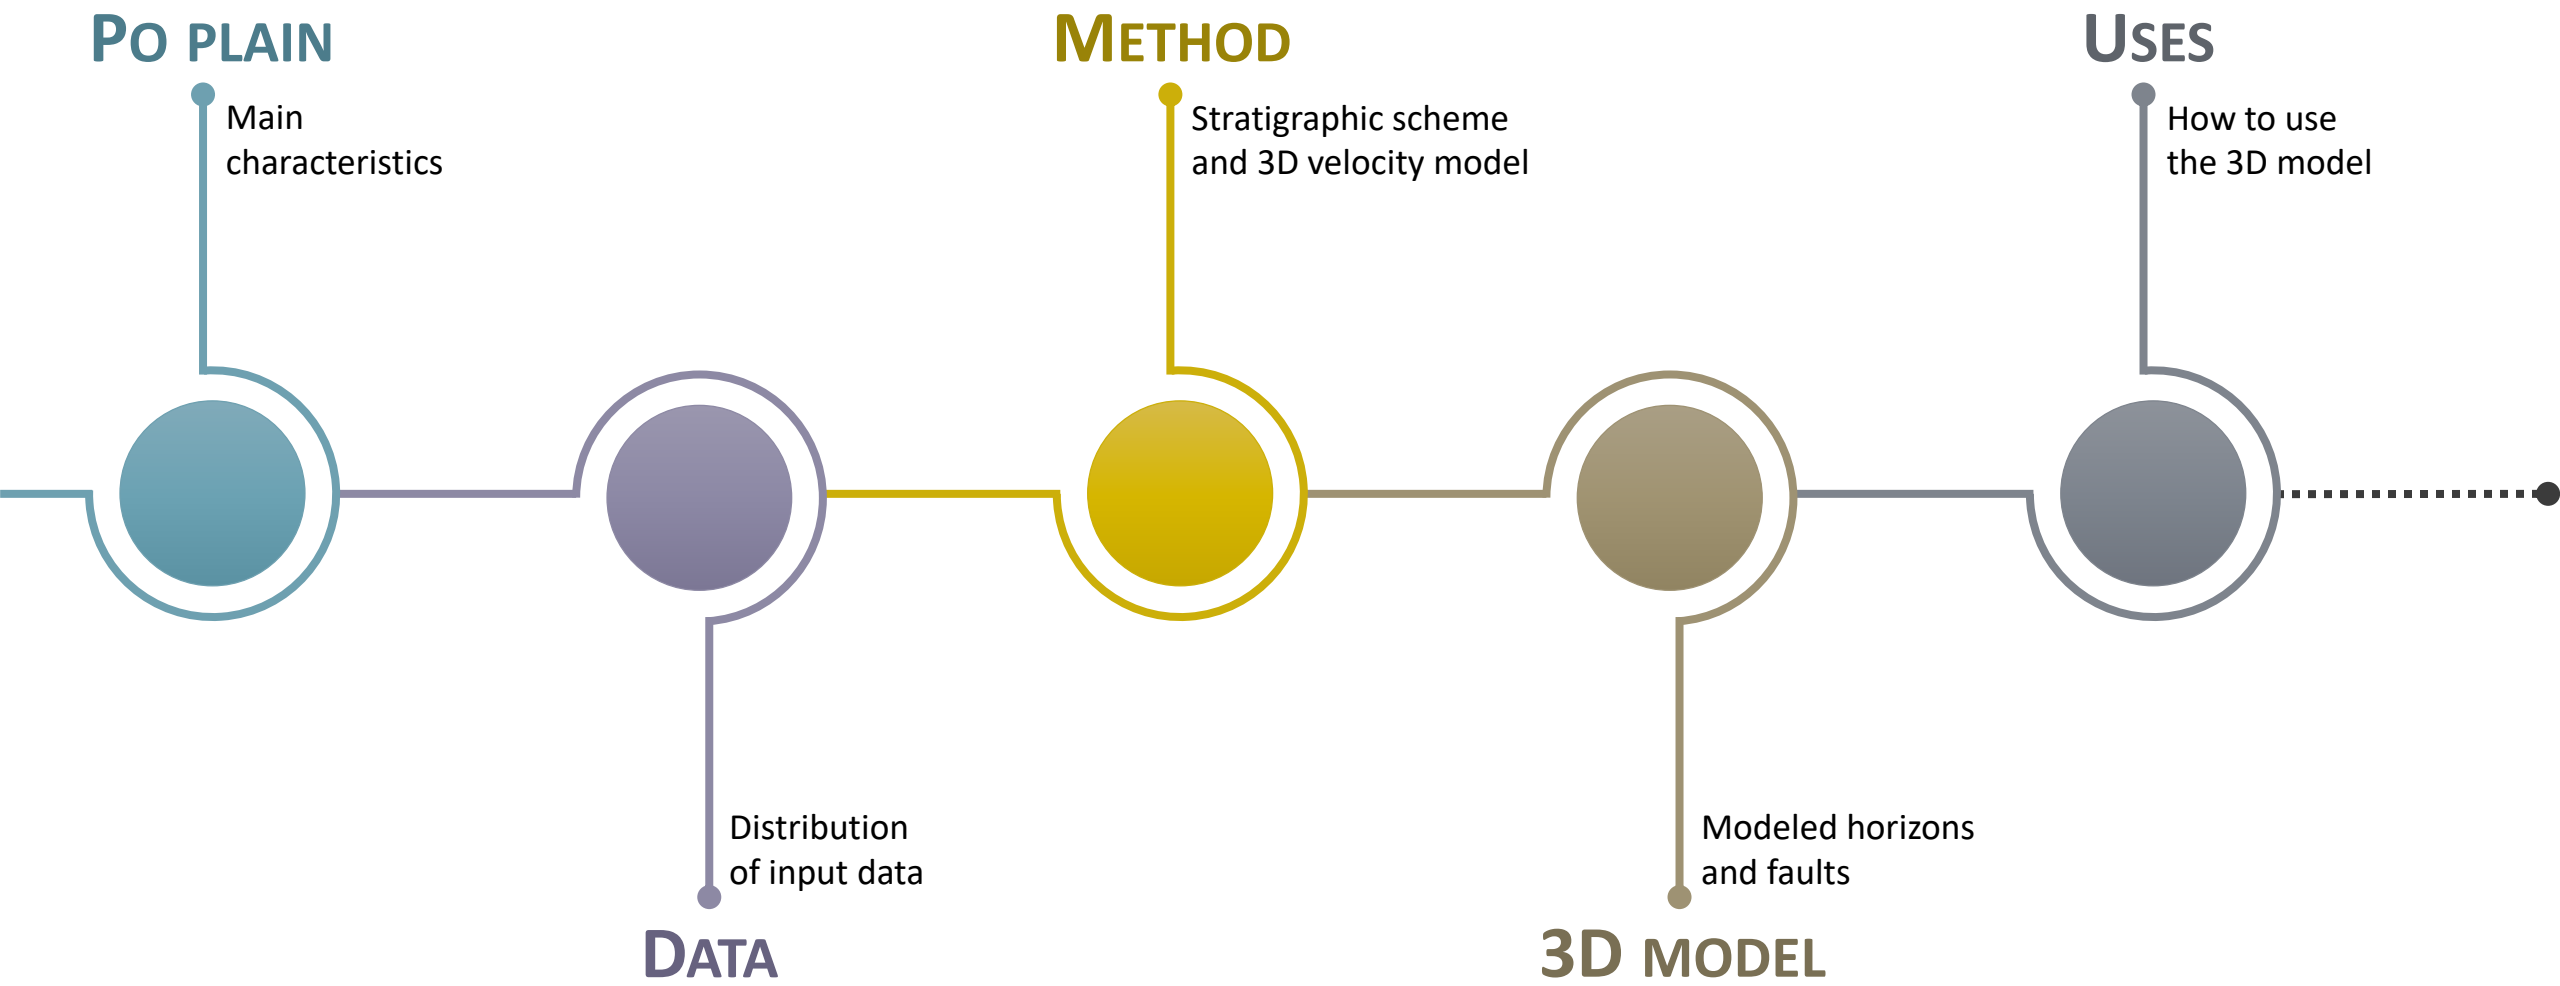 Po plain
Main
characteristics
Distribution
of input data
Data
Method
Stratigraphic scheme
and 3D velocity model
Modeled horizons
and faults
3D model
Uses
How to use
the 3D model